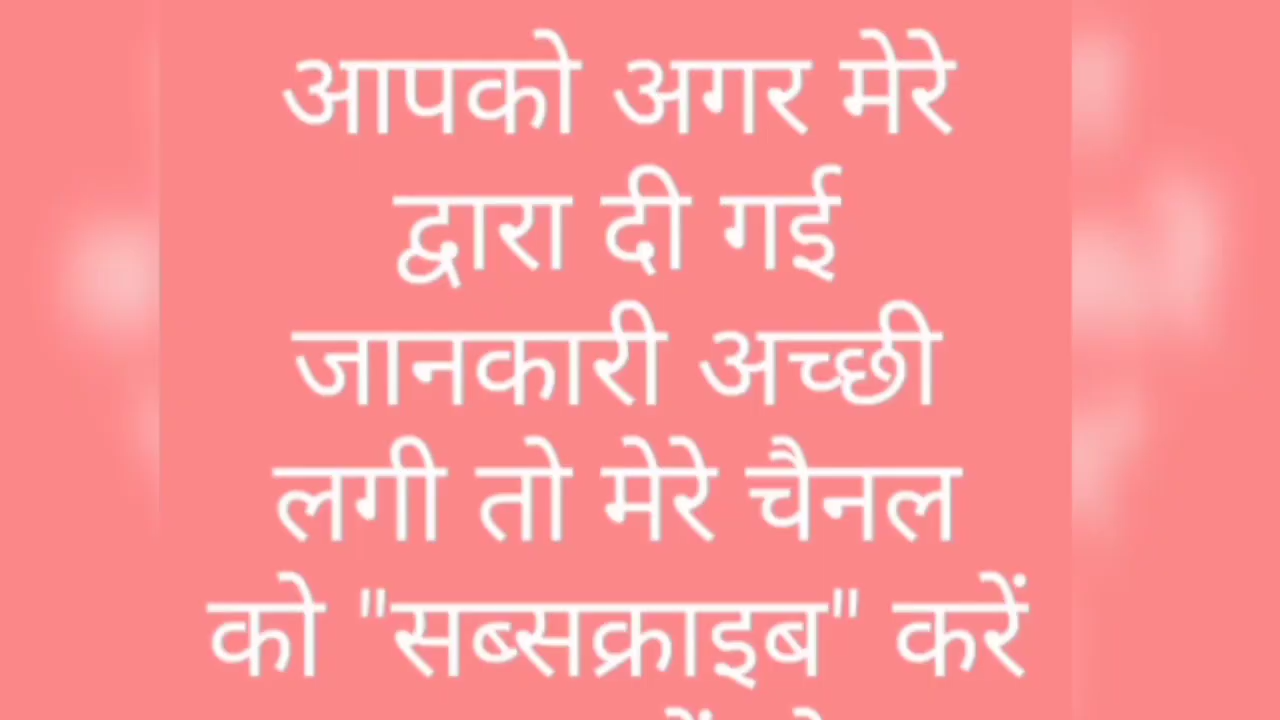 आपको अगर मेरे
द्वारा दी गई
जानकारी अच्छी
लगी तो मेरे चैनल
को "सब्सक्राइब" करें